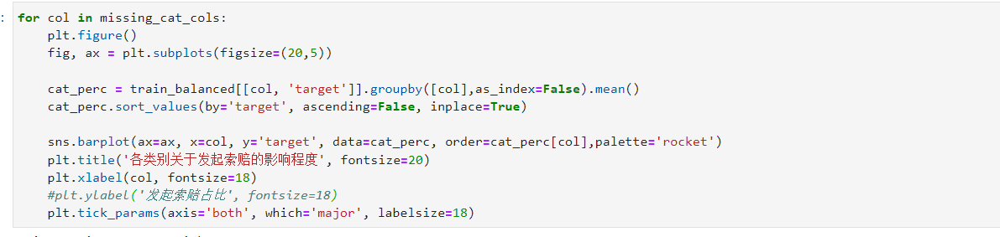 :
for col in missing_cat_cols:
    plt.figure()
    fig, ax = plt.subplots(figsize=(20,5))
    cat_perc = train_balanced[[col, 'target']].groupby([col],as_index=False).mean()
    cat_perc.sort_values(by='target', ascending=False, inplace=True)
    sns.barplot(ax=ax, x=col, y='target', data=cat_perc, order=cat_perc[col],palette='rocket')
    plt.title('各类别关于发起索赔的影响程度', fontsize=20)
    plt.xlabel(col, fontsize=18)
    #plt.ylabel('发起索赔占比', fontsize=18)
    plt.tick_params(axis='both', which='major', labelsize=18)